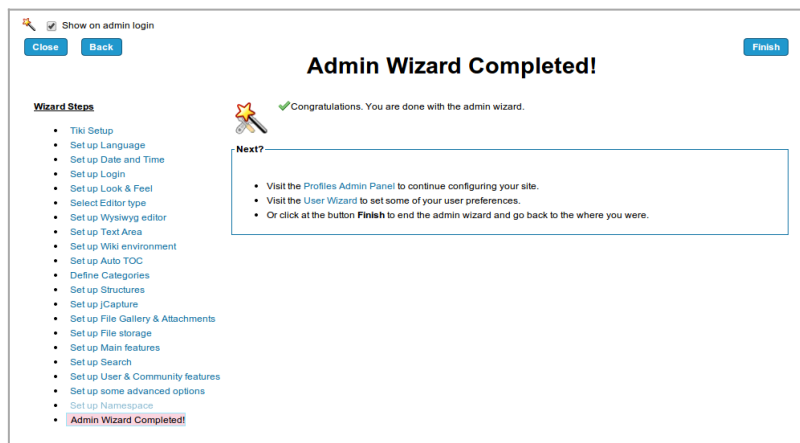 Show on admin login
Close
Back
Finish
Admin Wizard Completed!
Wizard Steps
Tiki Setup
Set up Language
Set up Date and Time
Set up Login
Set up Look & Feel
Select Editor type
Set up Wysiwyg editor
Set up Text Area
Set up Wiki environment
Set up Auto TOC
Define Categories
Set up Structures
Set up jCapture
Set up File Gallery & Attachments
Set up File storage
Set up Main features
Set up Search
Set up User & Community features
Set up some advanced options
Set up Namespace
Admin Wizard Completed!
Congratulations. You are done with the admin wizard.
Next?
Visit the Profiles Admin Panel to continue configuring your site.
Visit the User Wizard to set some of your user preferences.
Or click at the button Finish to end the admin wizard and go back to the where you were.